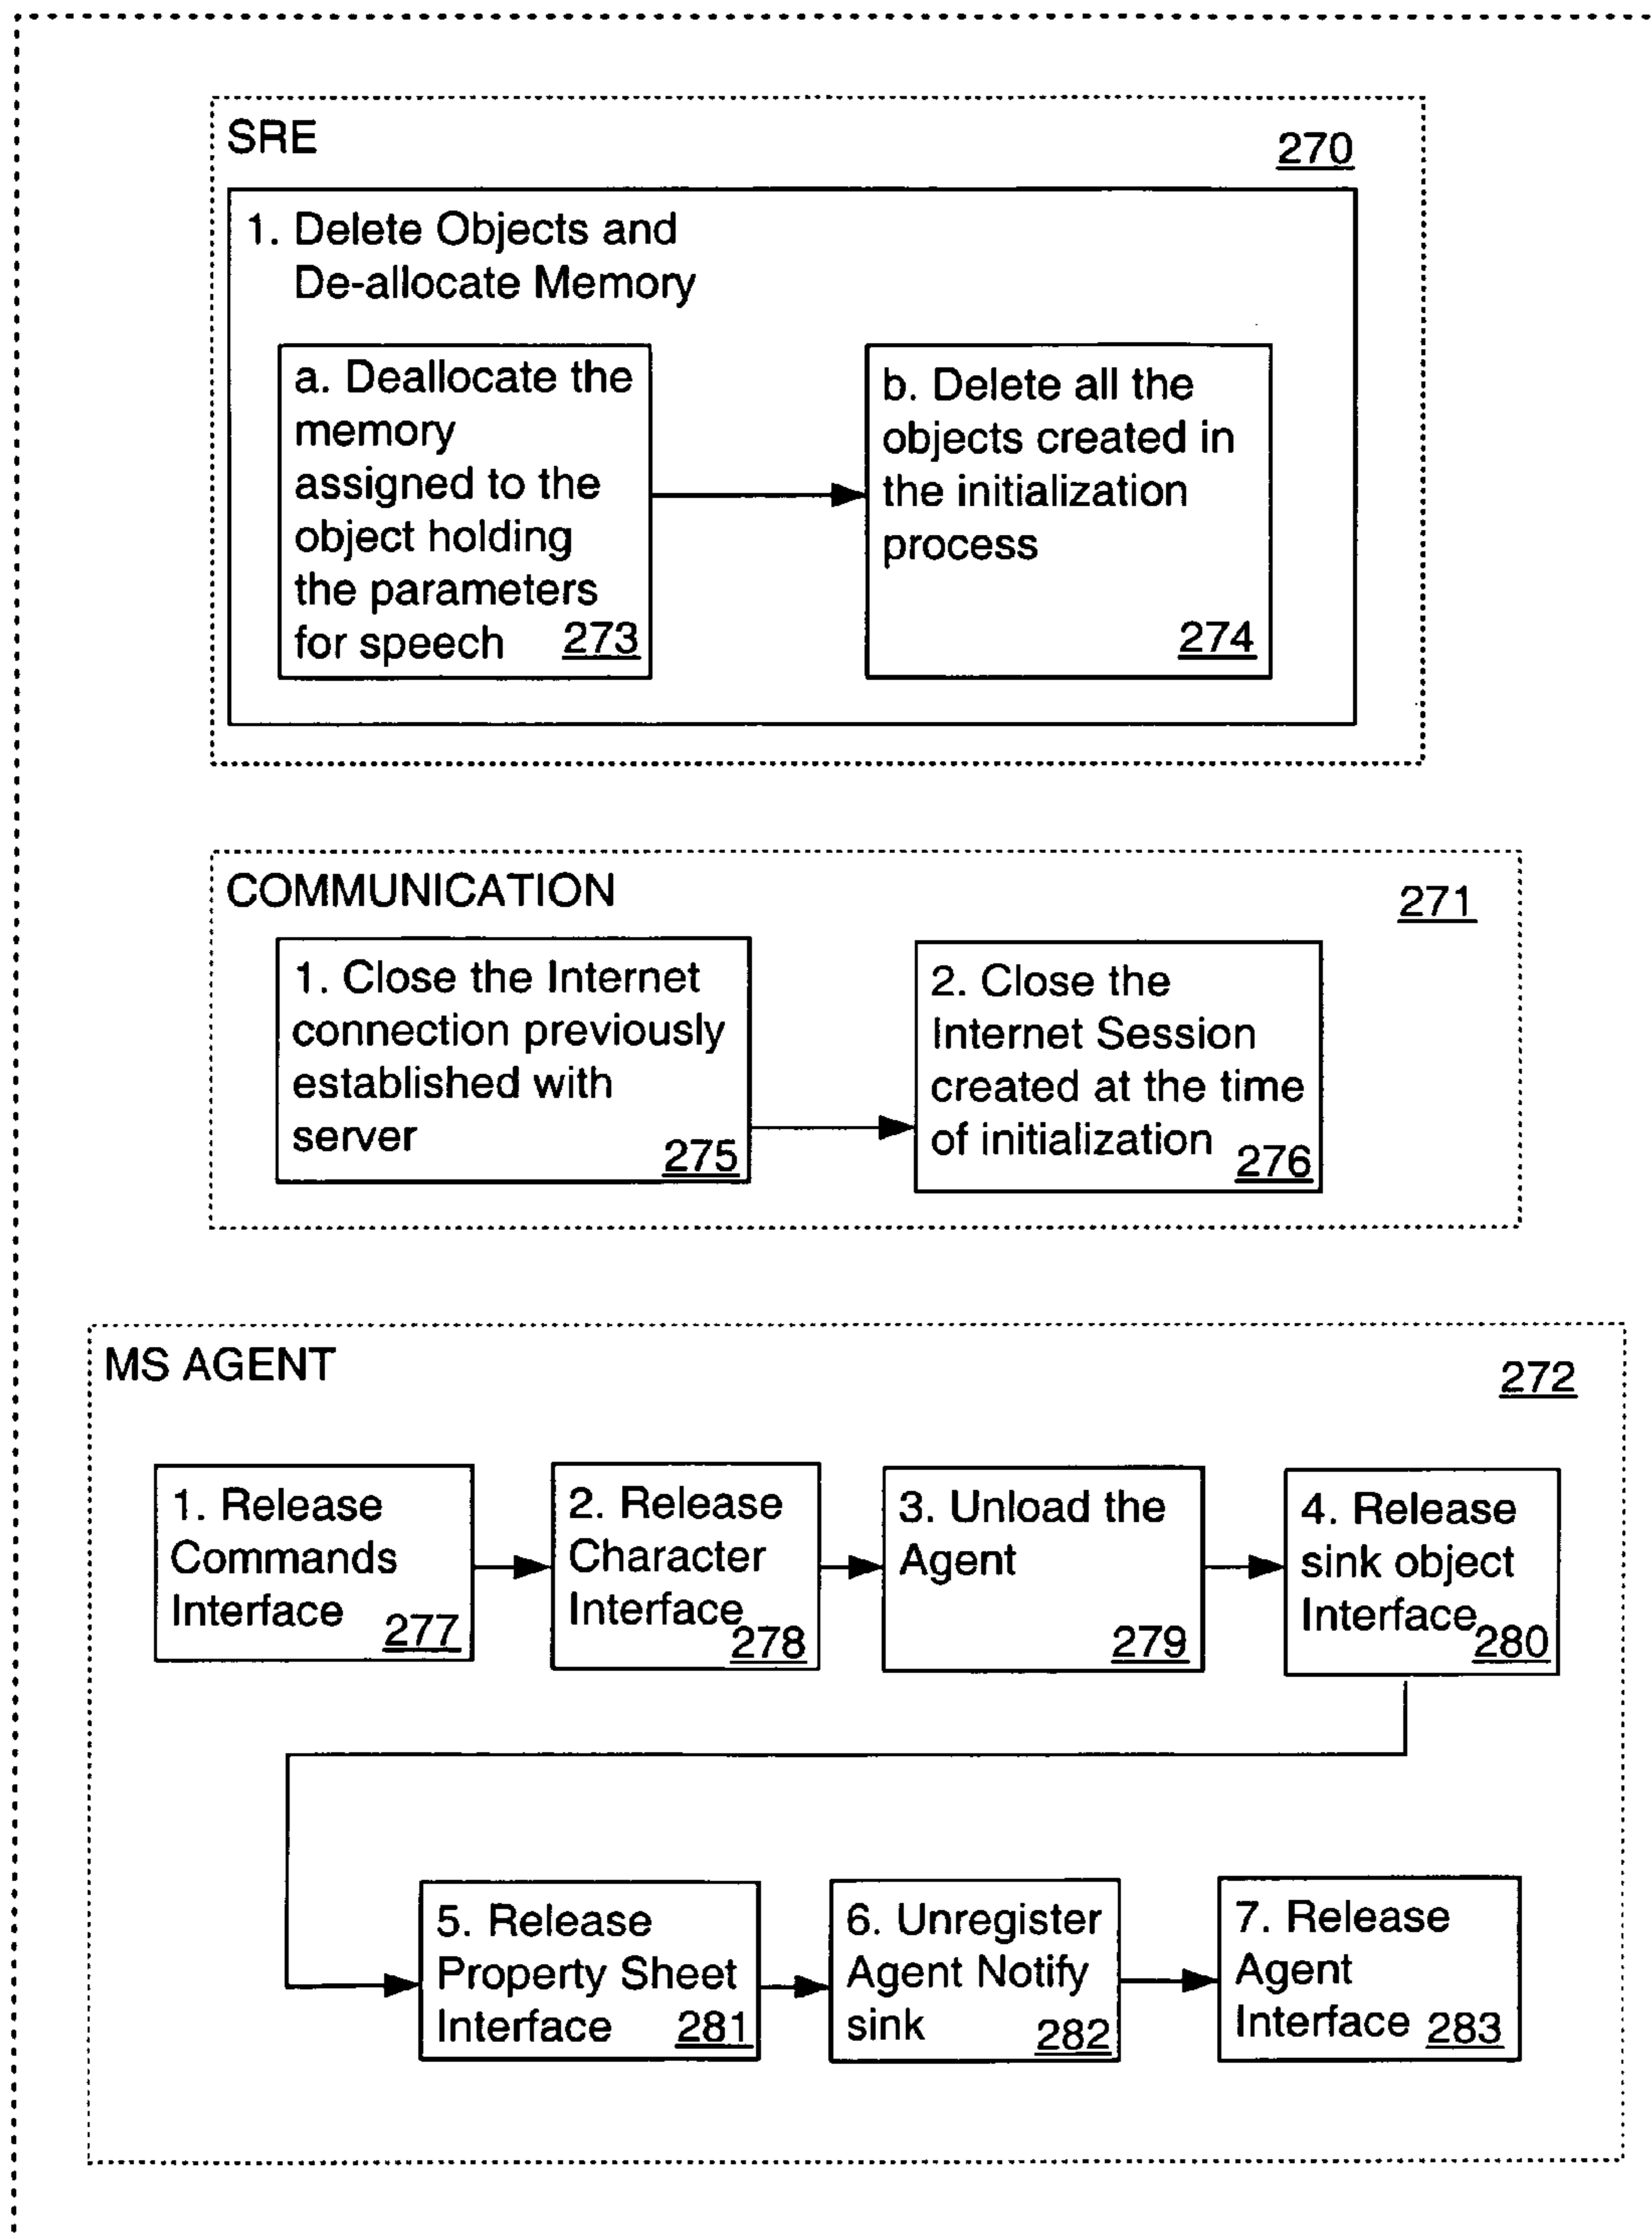 SRE
270
1. Delete Objects and
De-allocate Memory
a. Deallocate the
memory
assigned to the
object holding
the parameters
for speech 273
b. Delete all the
objects created in
the initialization
process
274
COMMUNICATION
271
1. Close the Internet
connection previously
established with
server
275
2. Close the
Internet Session
created at the time
of initialization
276
MS AGENT
272
1. Release
Commands
Interface
277
2. Release
Character
Interface
278
3. Unload the
Agent
279
4. Release
sink object
Interface
280
5. Release
Property Sheet
Interface 281
6. Unregister
Agent Notify
sink 282
7. Release
Agent
Interface 283